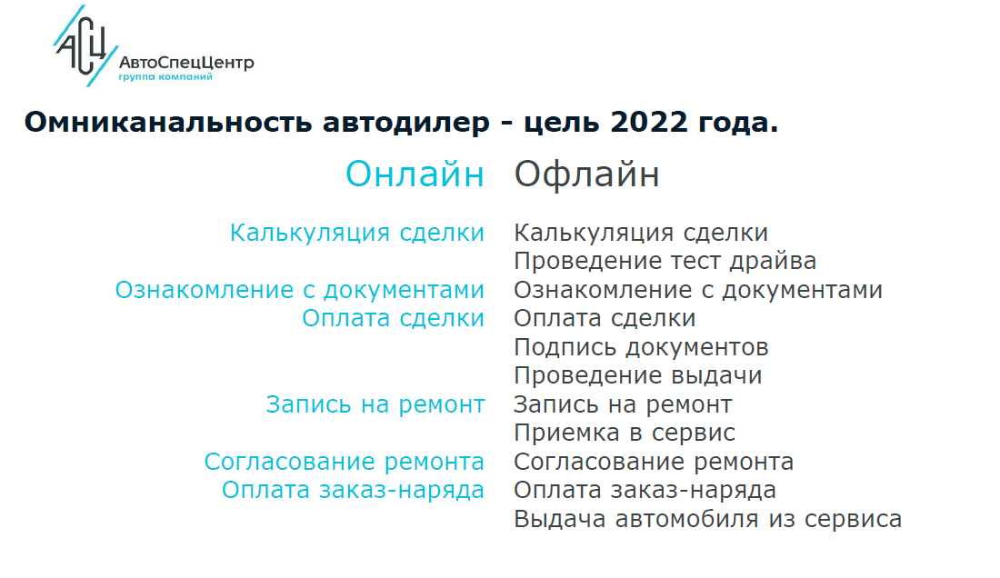 АСЦ
АвтоСпецЦентр
группа компаний
Омниканальность автодилер – цель 2022 года.
Онлайн Офлайн
Калькуляция сделки Калькуляция сделки
Проведение тест драйва
Ознакомление с документами Ознакомление с документами
Оплата сделки Оплата сделки
Подпись документов
Проведение выдачи
Запись на ремонт Запись на ремонт
Приемка в сервис
Согласование ремонта Согласование ремонта
Оплата заказ-наряда Оплата заказ-наряда
Выдача автомобиля из сервиса